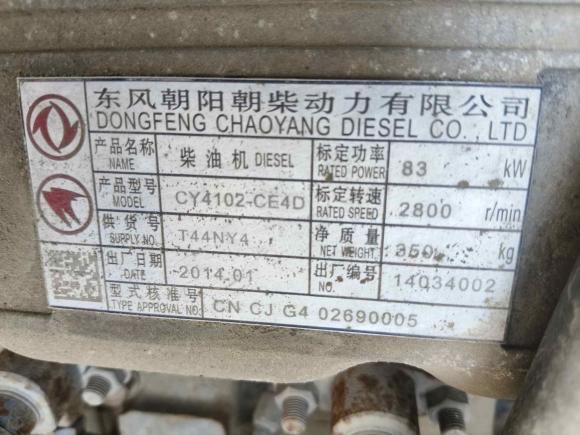 东风朝阳朝柴动力有限公司
DONGFENG CHAOYANG DIESEL CO., LTD
产品名称 NAME 柴油机 DIESEL 标定功率 RATED POWER 83 kW
产品型号 MODEL CY4102-CE4D 标定转速 RATED SPEED 2800 r/min
供货号 SUPPLY NO. T44NY4 净质量 WEIGHT 350 kg
出厂日期 DATE 2014.01 出厂编号 NO. 14034002
型式核准号 TYPE APPROVAL NO: CN CJ G4 02690005